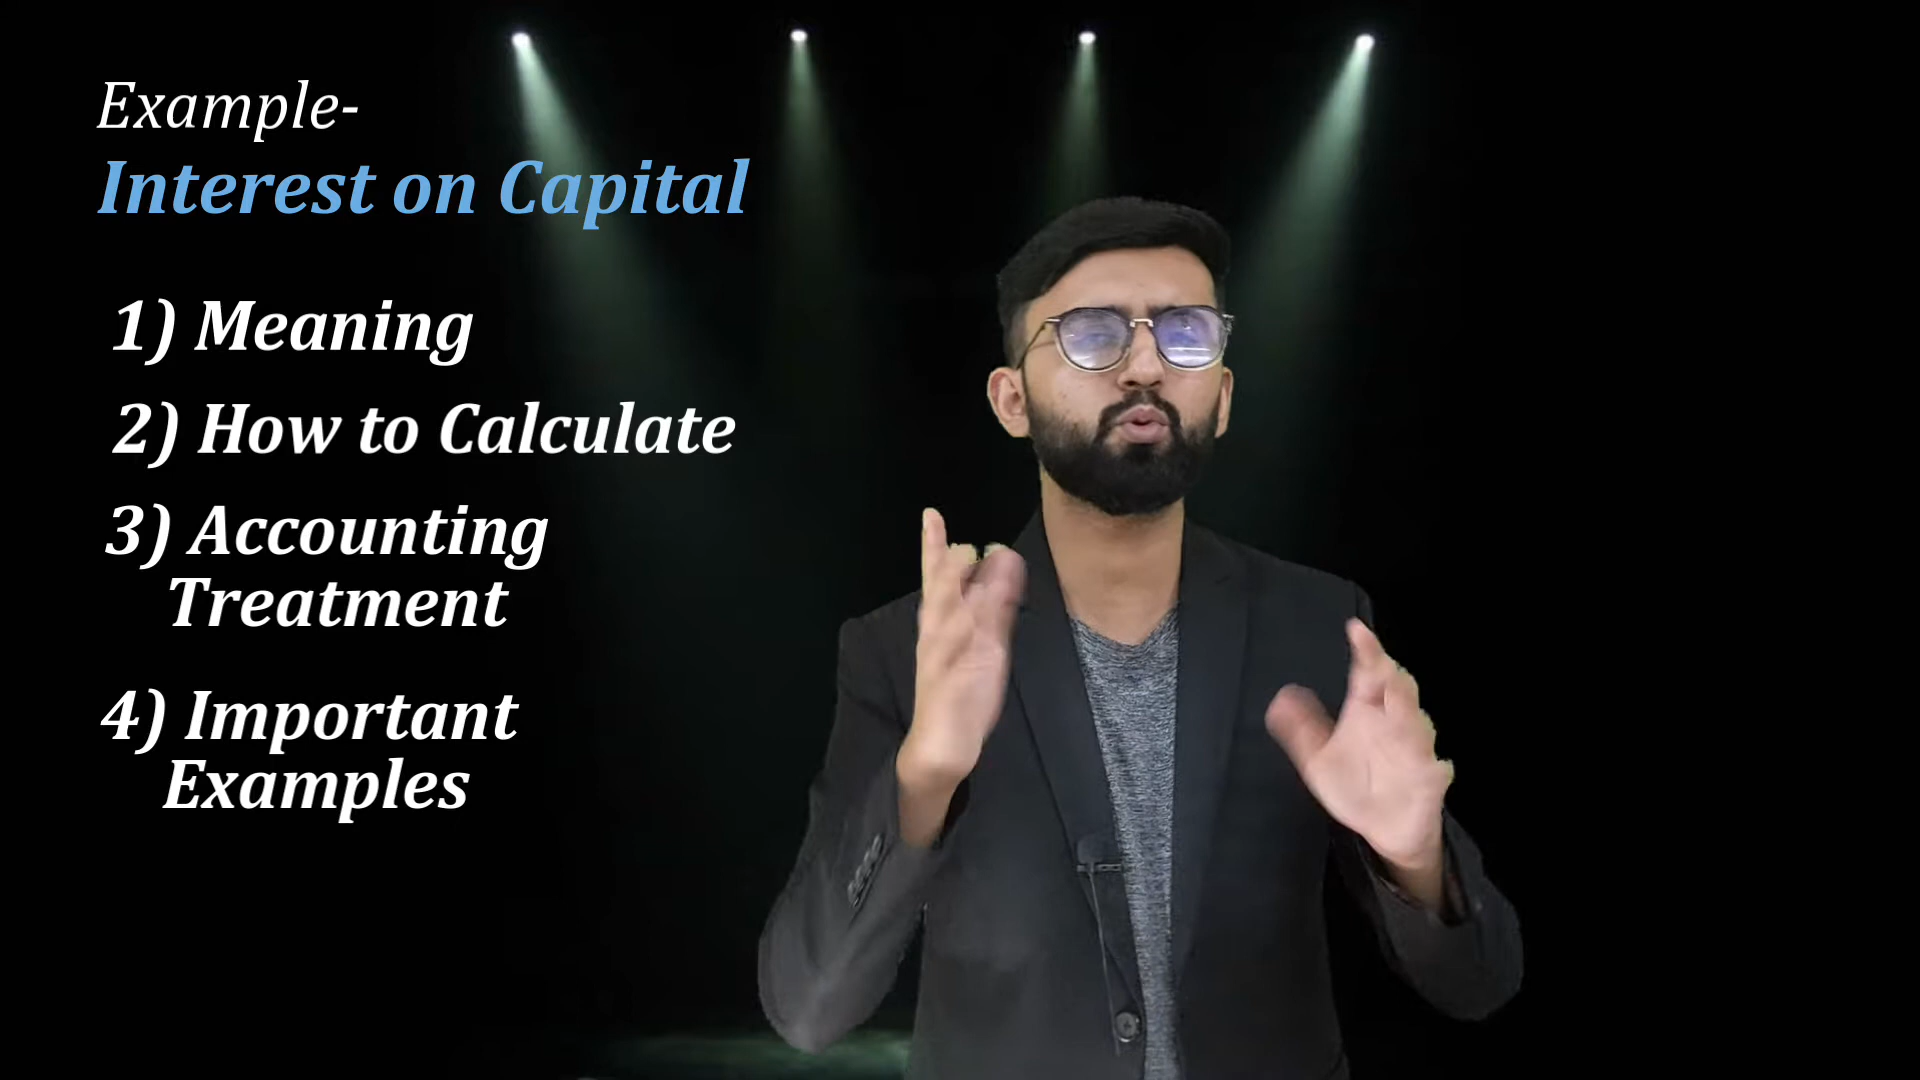 Example-
Interest on Capital
1) Meaning
2) How to Calculate
3) Accounting
Treatment
4) Important
Examples